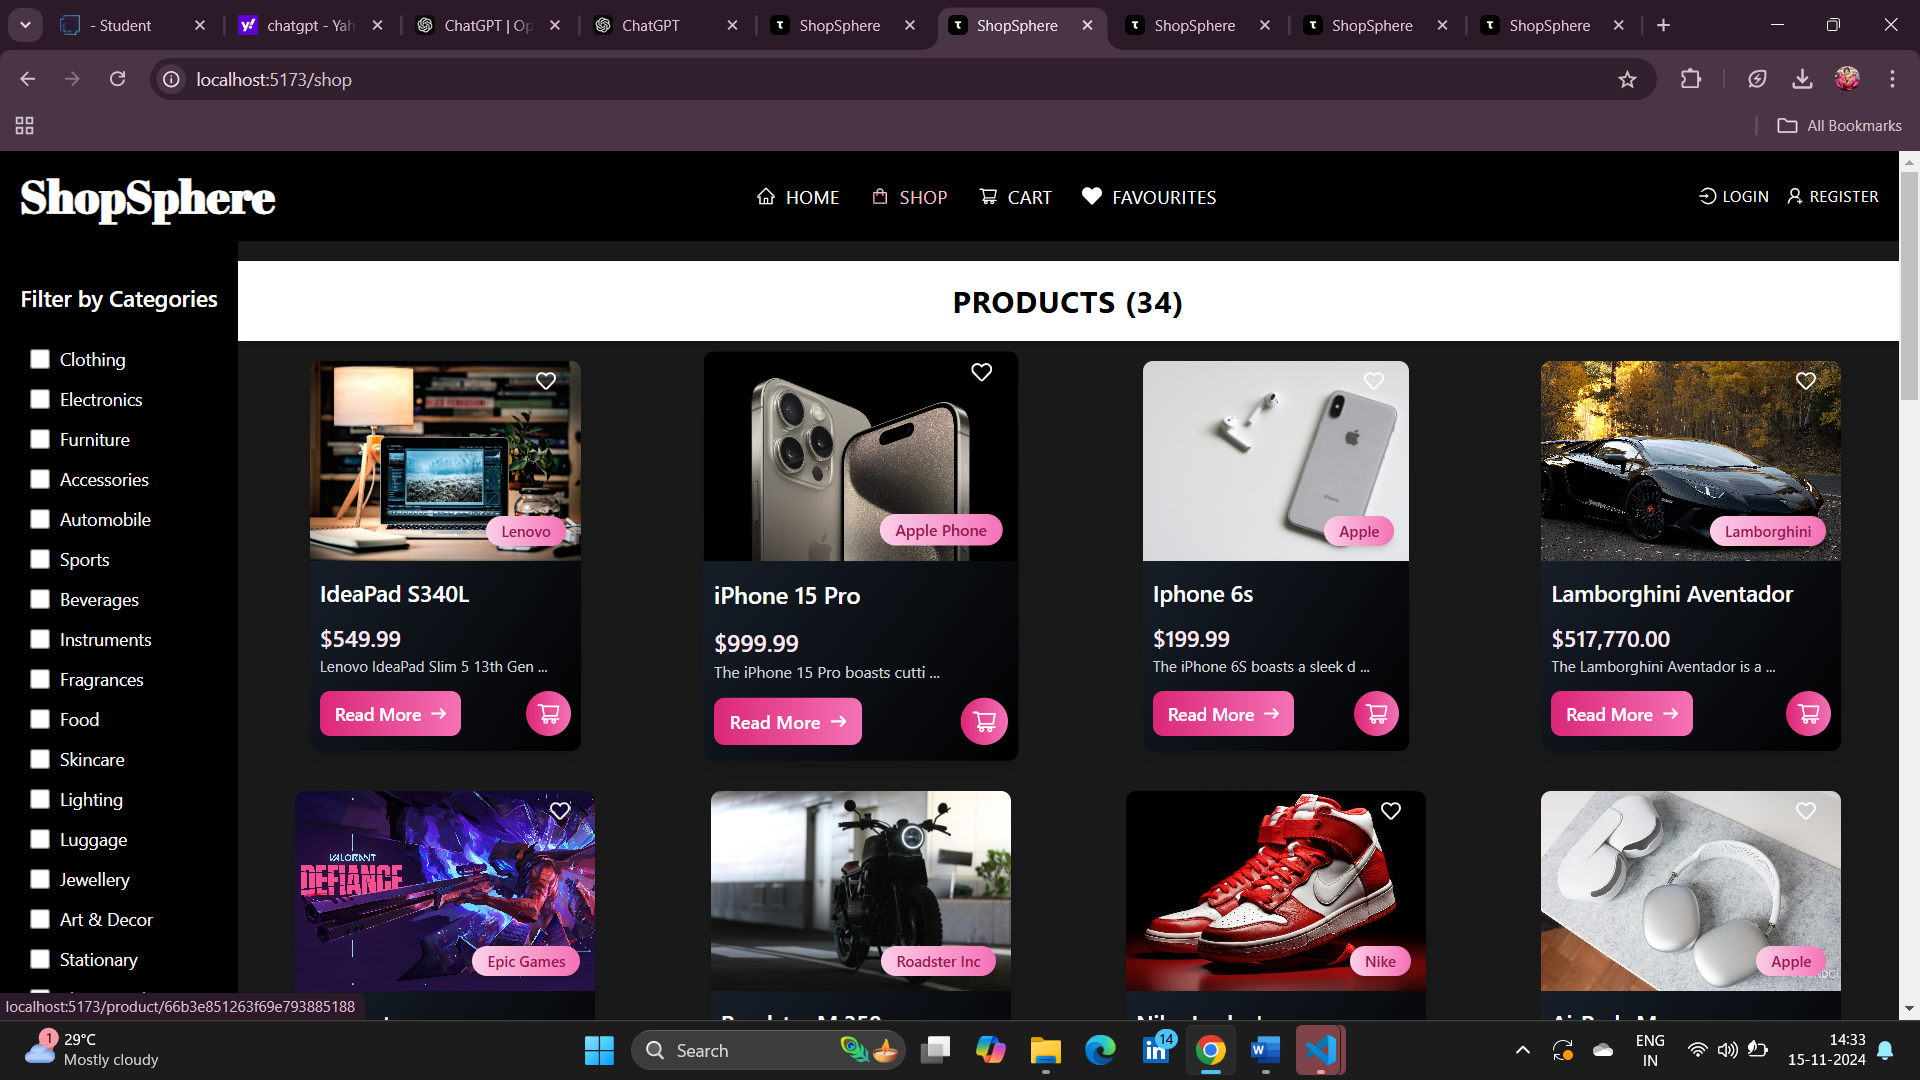 - Student
chatgpt - Yah
ChatGPT | Op
ChatGPT
ShopSphere
ShopSphere
ShopSphere
ShopSphere
ShopSphere
localhost:5173/shop
All Bookmarks
ShopSphere
HOME
SHOP
CART
FAVOURITES
LOGIN
REGISTER
Filter by Categories
Clothing
Electronics
Furniture
Accessories
Automobile
Sports
Beverages
Instruments
Fragrances
Food
Skincare
Lighting
Luggage
Jewellery
Art & Decor
Stationary
PRODUCTS (34)
Lenovo
IdeaPad S340L
$549.99
Lenovo IdeaPad Slim 5 13th Gen ...
Read More
Apple Phone
iPhone 15 Pro
$999.99
The iPhone 15 Pro boasts cutti ...
Read More
Apple
Iphone 6s
$199.99
The iPhone 6S boasts a sleek d ...
Read More
Lamborghini
Lamborghini Aventador
$517,770.00
The Lamborghini Aventador is a ...
Read More
VALORANT
DEFIANCE
Epic Games
Roadster Inc
Nike
Apple
localhost:5173/product/66b3e851263f69e793885188
1
29°C
Mostly cloudy
Search
14
ENG
IN
14:33
15-11-2024